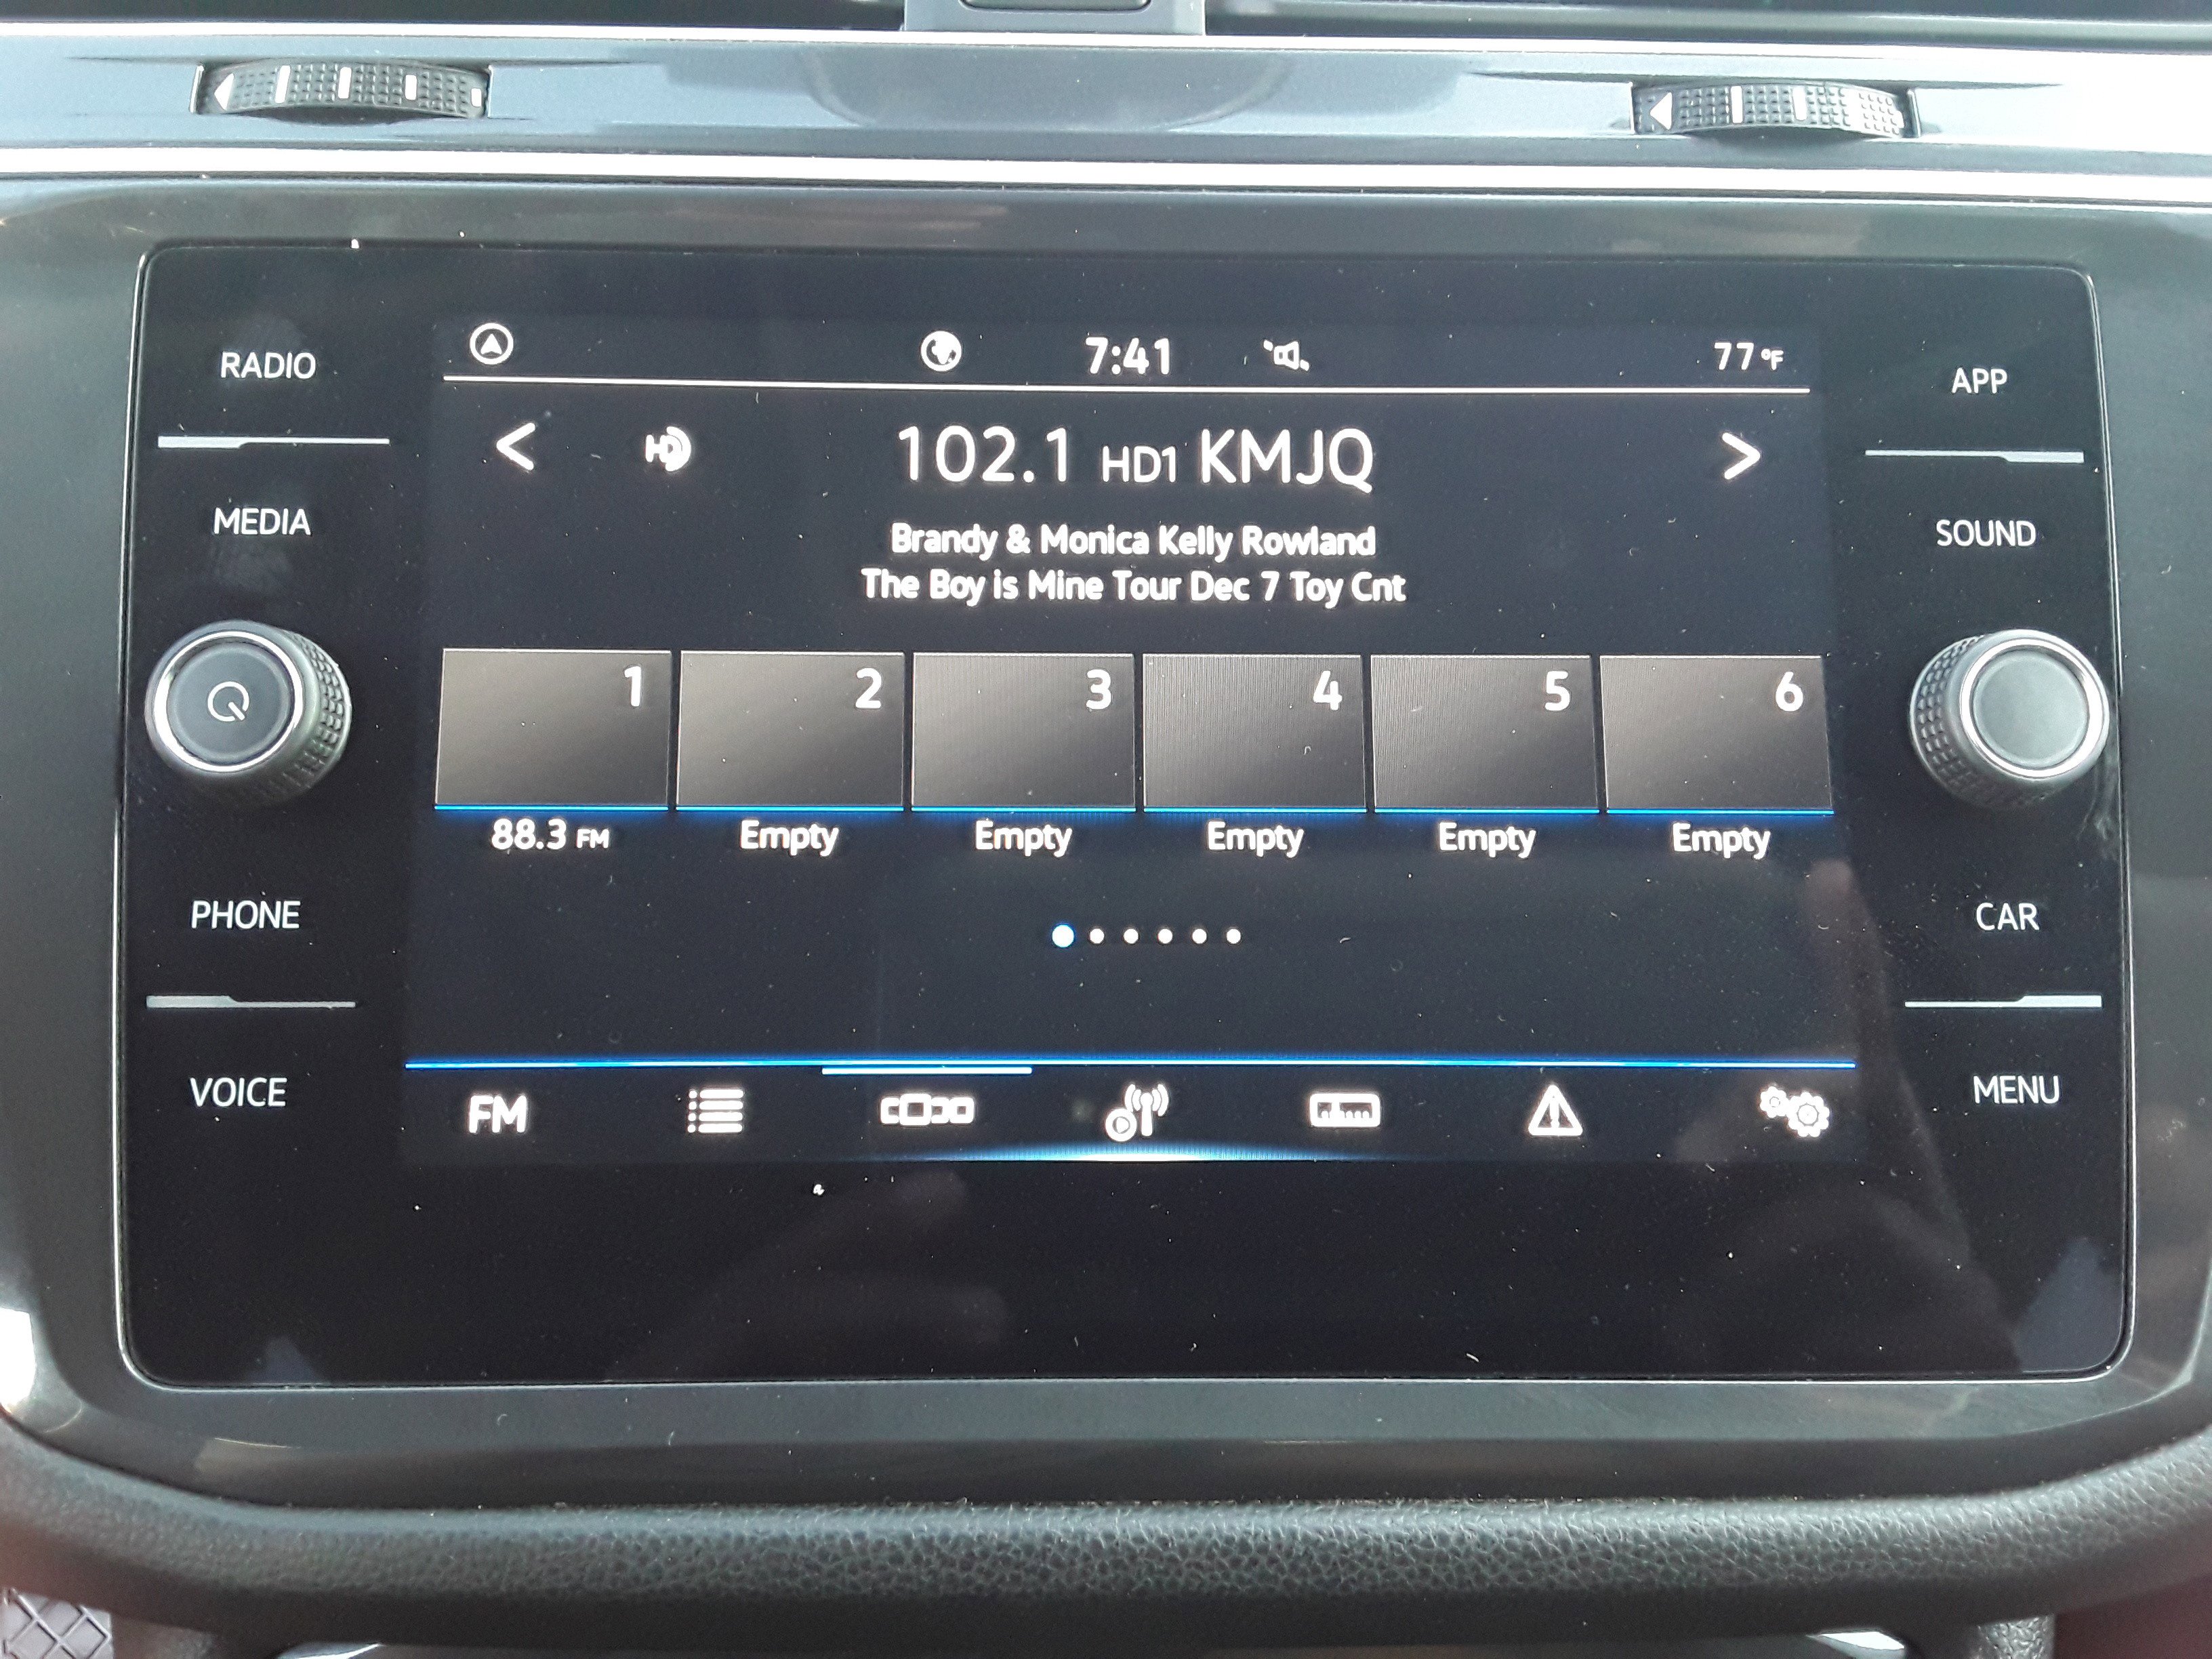 7:41 77 °F
RADIO
APP
102.1 HD1 KMJQ
MEDIA
Brandy & Monica Kelly Rowland
SOUND
The Boy is Mine Tour Dec 7 Toy Cnt
1 2 3 4 5 6
88.3 FM Empty Empty Empty Empty Empty
PHONE
CAR
VOICE
FM
MENU